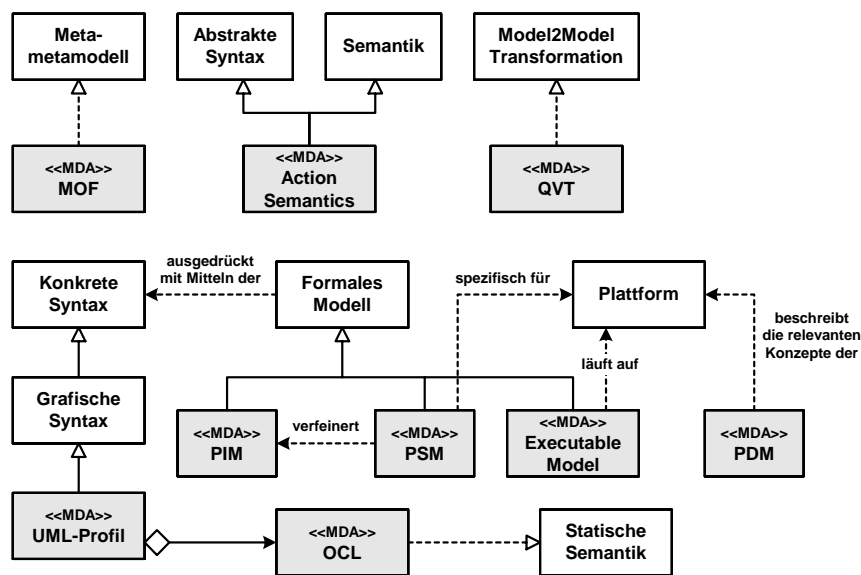 Meta-
metamodell
Abstrakte
Syntax
Semantik
Model2Model
Transformation
<<MDA>>
MOF
<<MDA>>
Action
Semantics
<<MDA>>
QVT
Konkrete
Syntax
ausgedrückt
mit Mitteln der
Formales
Modell
spezifisch für
Plattform
beschreibt
die relevanten
Konzepte der
läuft auf
Grafische
Syntax
<<MDA>>
PIM
verfeinert
<<MDA>>
PSM
<<MDA>>
Executable
Model
<<MDA>>
PDM
<<MDA>>
UML-Profil
<<MDA>>
OCL
Statische
Semantik